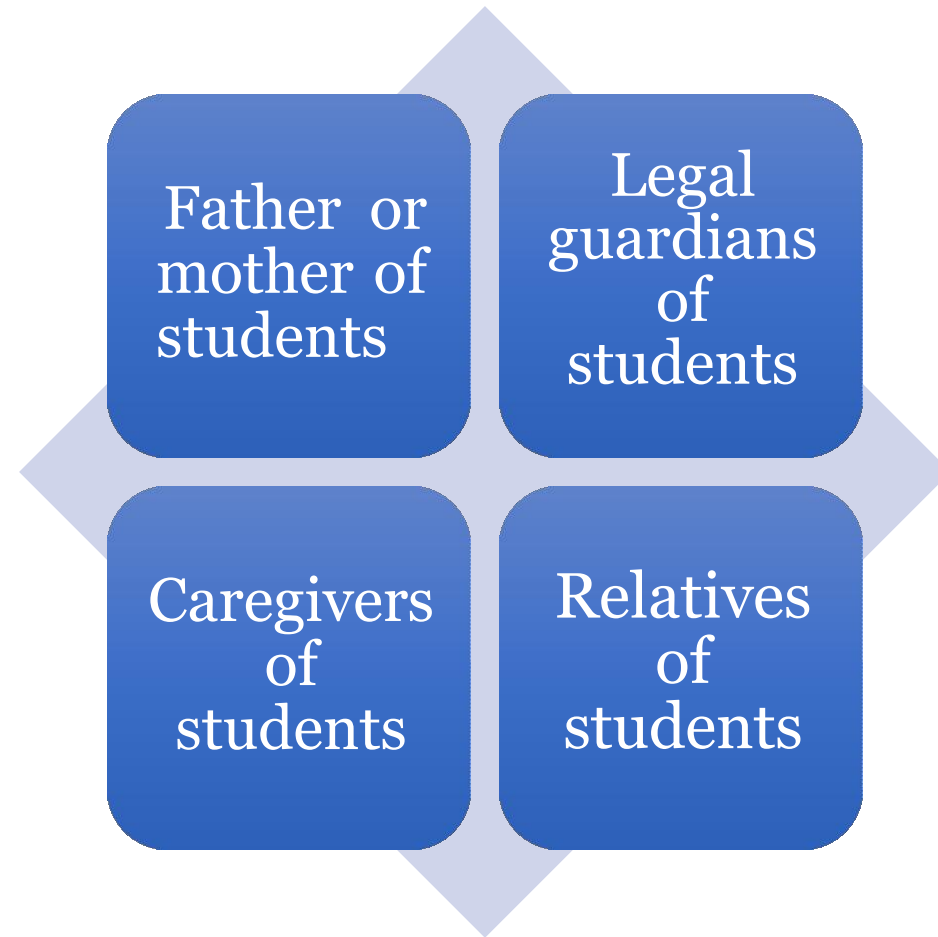 Father or
mother of
students
Legal
guardians
of
students
Caregivers
of
students
Relatives
of
students